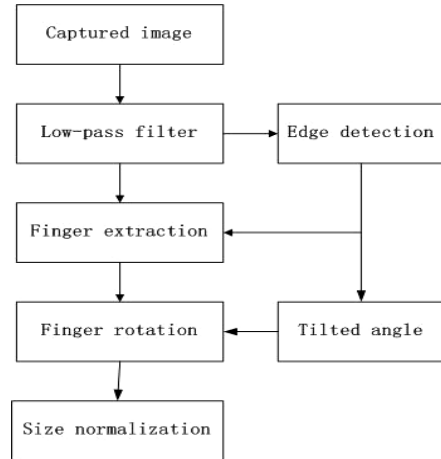 Captured image
Low-pass filter
Edge detection
Finger extraction
Finger rotation
Tilted angle
Size normalization